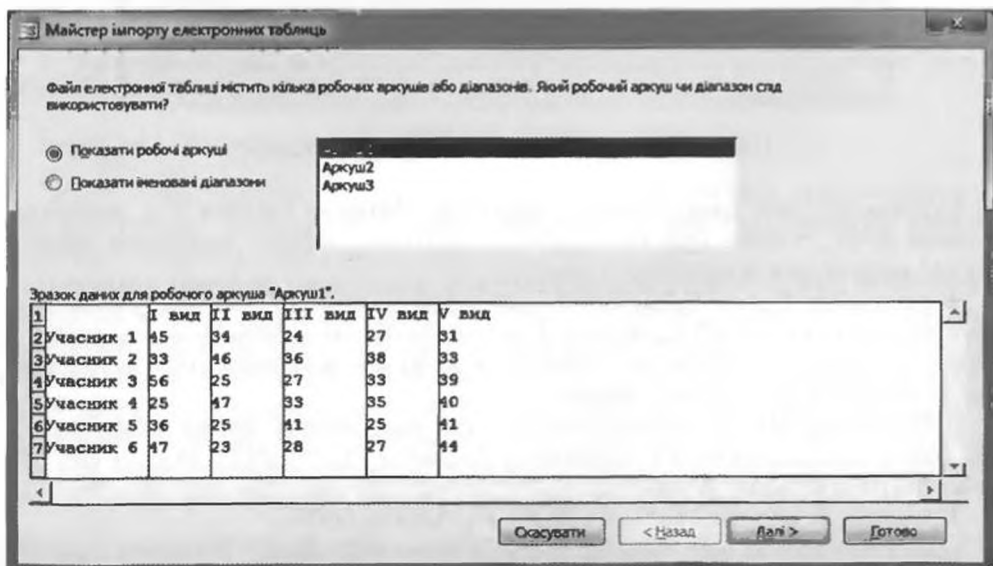 Майстер імпорту електронних таблиць
Файл електронної таблиці містить кілька робочих аркушів або діапазонів. Який робочий аркуш чи діапазон слід
використовувати?
Показати робочі аркуші
Показати іменовані діапазони
Аркуш2
Аркуш3
Зразок даних для робочого аркуша "Аркуш1".
1 I вид II вид III вид IV вид V вид
2 Учасник 1 45 34 24 27 31
3 Учасник 2 33 46 36 38 33
4 Учасник 3 56 25 27 33 39
5 Учасник 4 25 47 33 35 40
6 Учасник 5 36 25 41 25 41
7 Учасник 6 47 23 28 27 44
Скасувати < Назад Далі > Готово